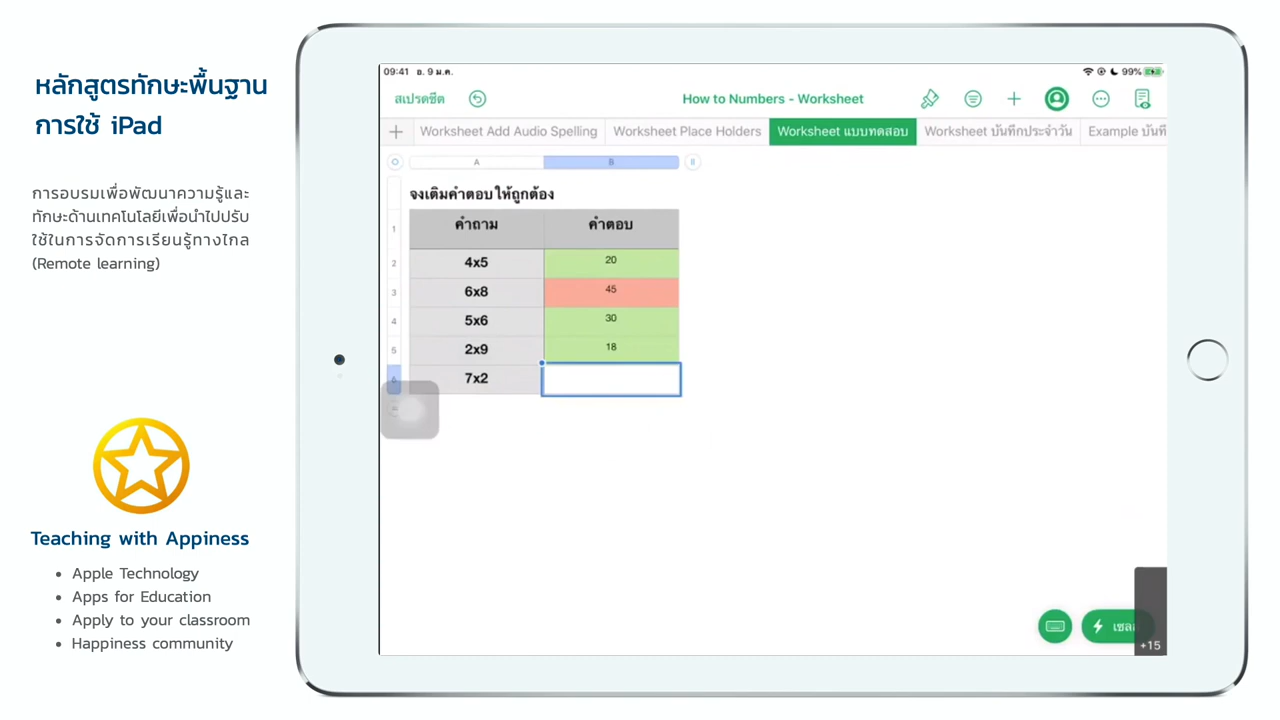 หลักสูตรทักษะพื้นฐาน
การใช้ iPad
การอบรมเพื่อพัฒนาความรู้และ
ทักษะด้านเทคโนโลยีเพื่อนำไปปรับ
ใช้ในการจัดการเรียนรู้ทางไกล
(Remote learning)
Teaching with Appiness
• Apple Technology
• Apps for Education
• Apply to your classroom
• Happiness community
09:41 อ. 9 ม.ค. 99%
สเปรดชีต How to Numbers - Worksheet
Worksheet Add Audio Spelling Worksheet Place Holders Worksheet แบบทดสอบ Worksheet บันทึกประจำวัน Example บันทึ
A B
จงเติมคำตอบ ให้ถูกต้อง
1 คำถาม คำตอบ
2 4x5 20
3 6x8 45
4 5x6 30
5 2x9 18
6 7x2
+15